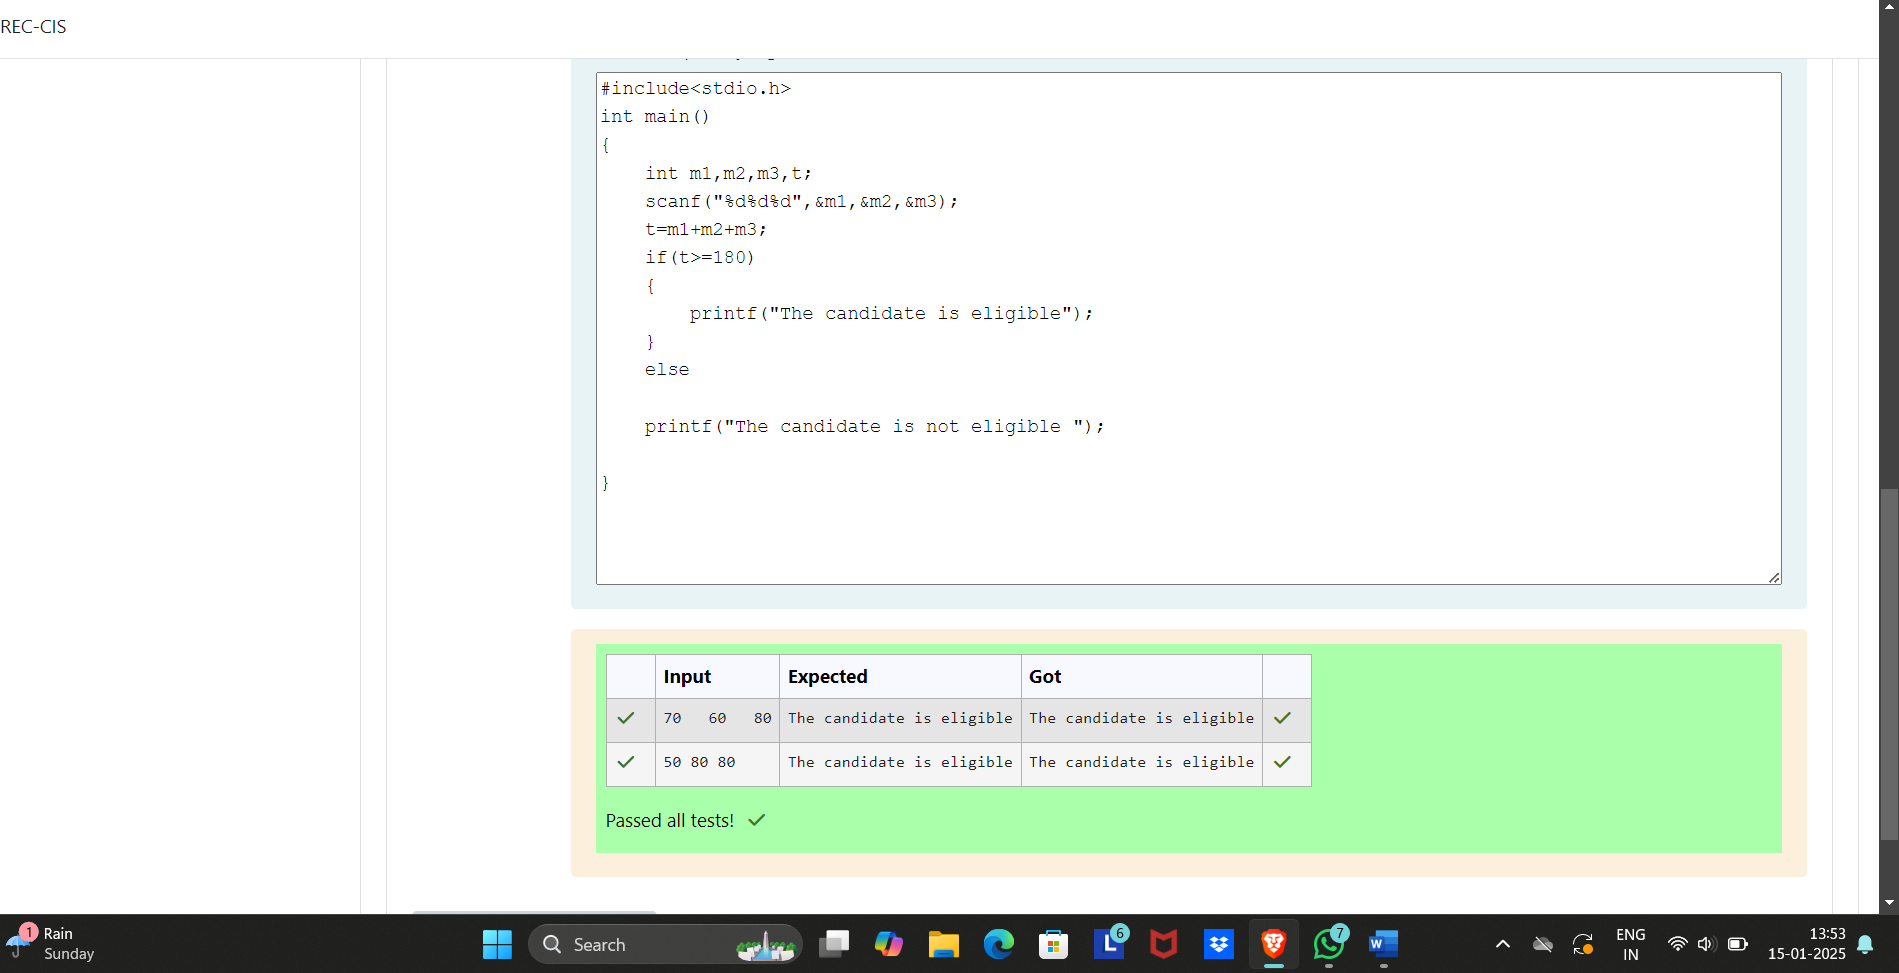 REC-CIS
#include<stdio.h>
int main()
{
    int m1,m2,m3,t;
    scanf("%d%d%d",&m1,&m2,&m3);
    t=m1+m2+m3;
    if(t>=180)
    {
        printf("The candidate is eligible");
    }
    else

    printf("The candidate is not eligible ");

}
Input Expected Got
70   60   80 The candidate is eligible The candidate is eligible
50 80 80 The candidate is eligible The candidate is eligible
Passed all tests!
1 Rain
Sunday
Search
L 6
7
W
ENG
IN
13:53
15-01-2025